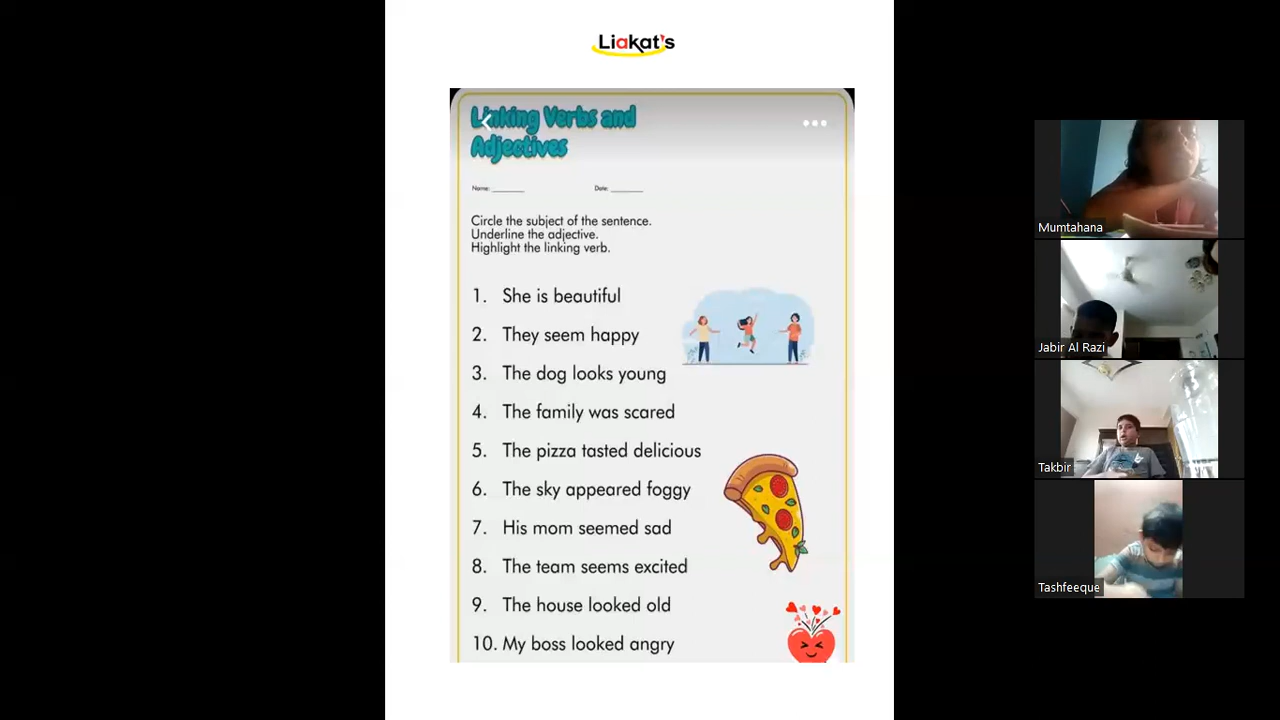 Liakat's
Linking Verbs and
Adjectives
Name: ________ Date: ________
Circle the subject of the sentence.
Underline the adjective.
Highlight the linking verb.
1. She is beautiful
2. They seem happy
3. The dog looks young
4. The family was scared
5. The pizza tasted delicious
6. The sky appeared foggy
7. His mom seemed sad
8. The team seems excited
9. The house looked old
10. My boss looked angry
Mumtahana
Jabir Al Razi
Takbir
Tashfeeque